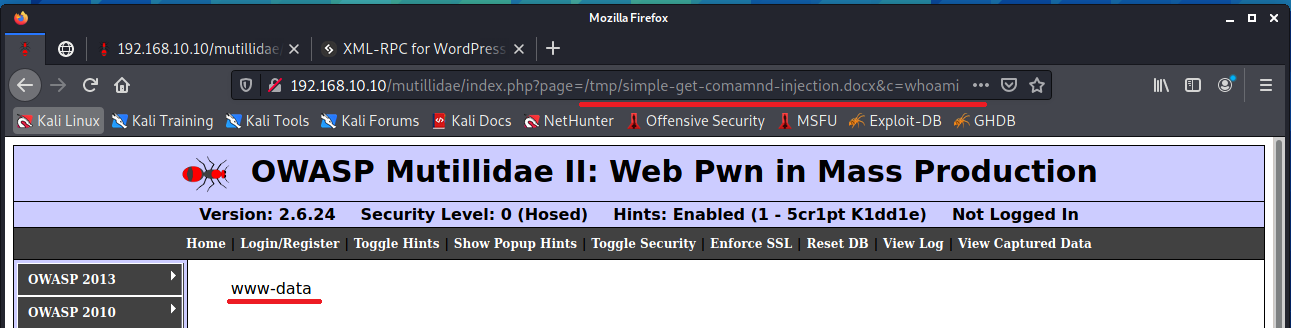 Mozilla Firefox
192.168.10.10/mutillidae/ XML-RPC for WordPress
192.168.10.10/mutillidae/index.php?page=/tmp/simple-get-comamnd-injection.docx&c=whoami
Kali Linux Kali Training Kali Tools Kali Forums Kali Docs NetHunter Offensive Security MSFU Exploit-DB GHDB
OWASP Mutillidae II: Web Pwn in Mass Production
Version: 2.6.24 Security Level: 0 (Hosed) Hints: Enabled (1 - 5cr1pt K1dd1e) Not Logged In
Home | Login/Register | Toggle Hints | Show Popup Hints | Toggle Security | Enforce SSL | Reset DB | View Log | View Captured Data
OWASP 2013
www-data
OWASP 2010